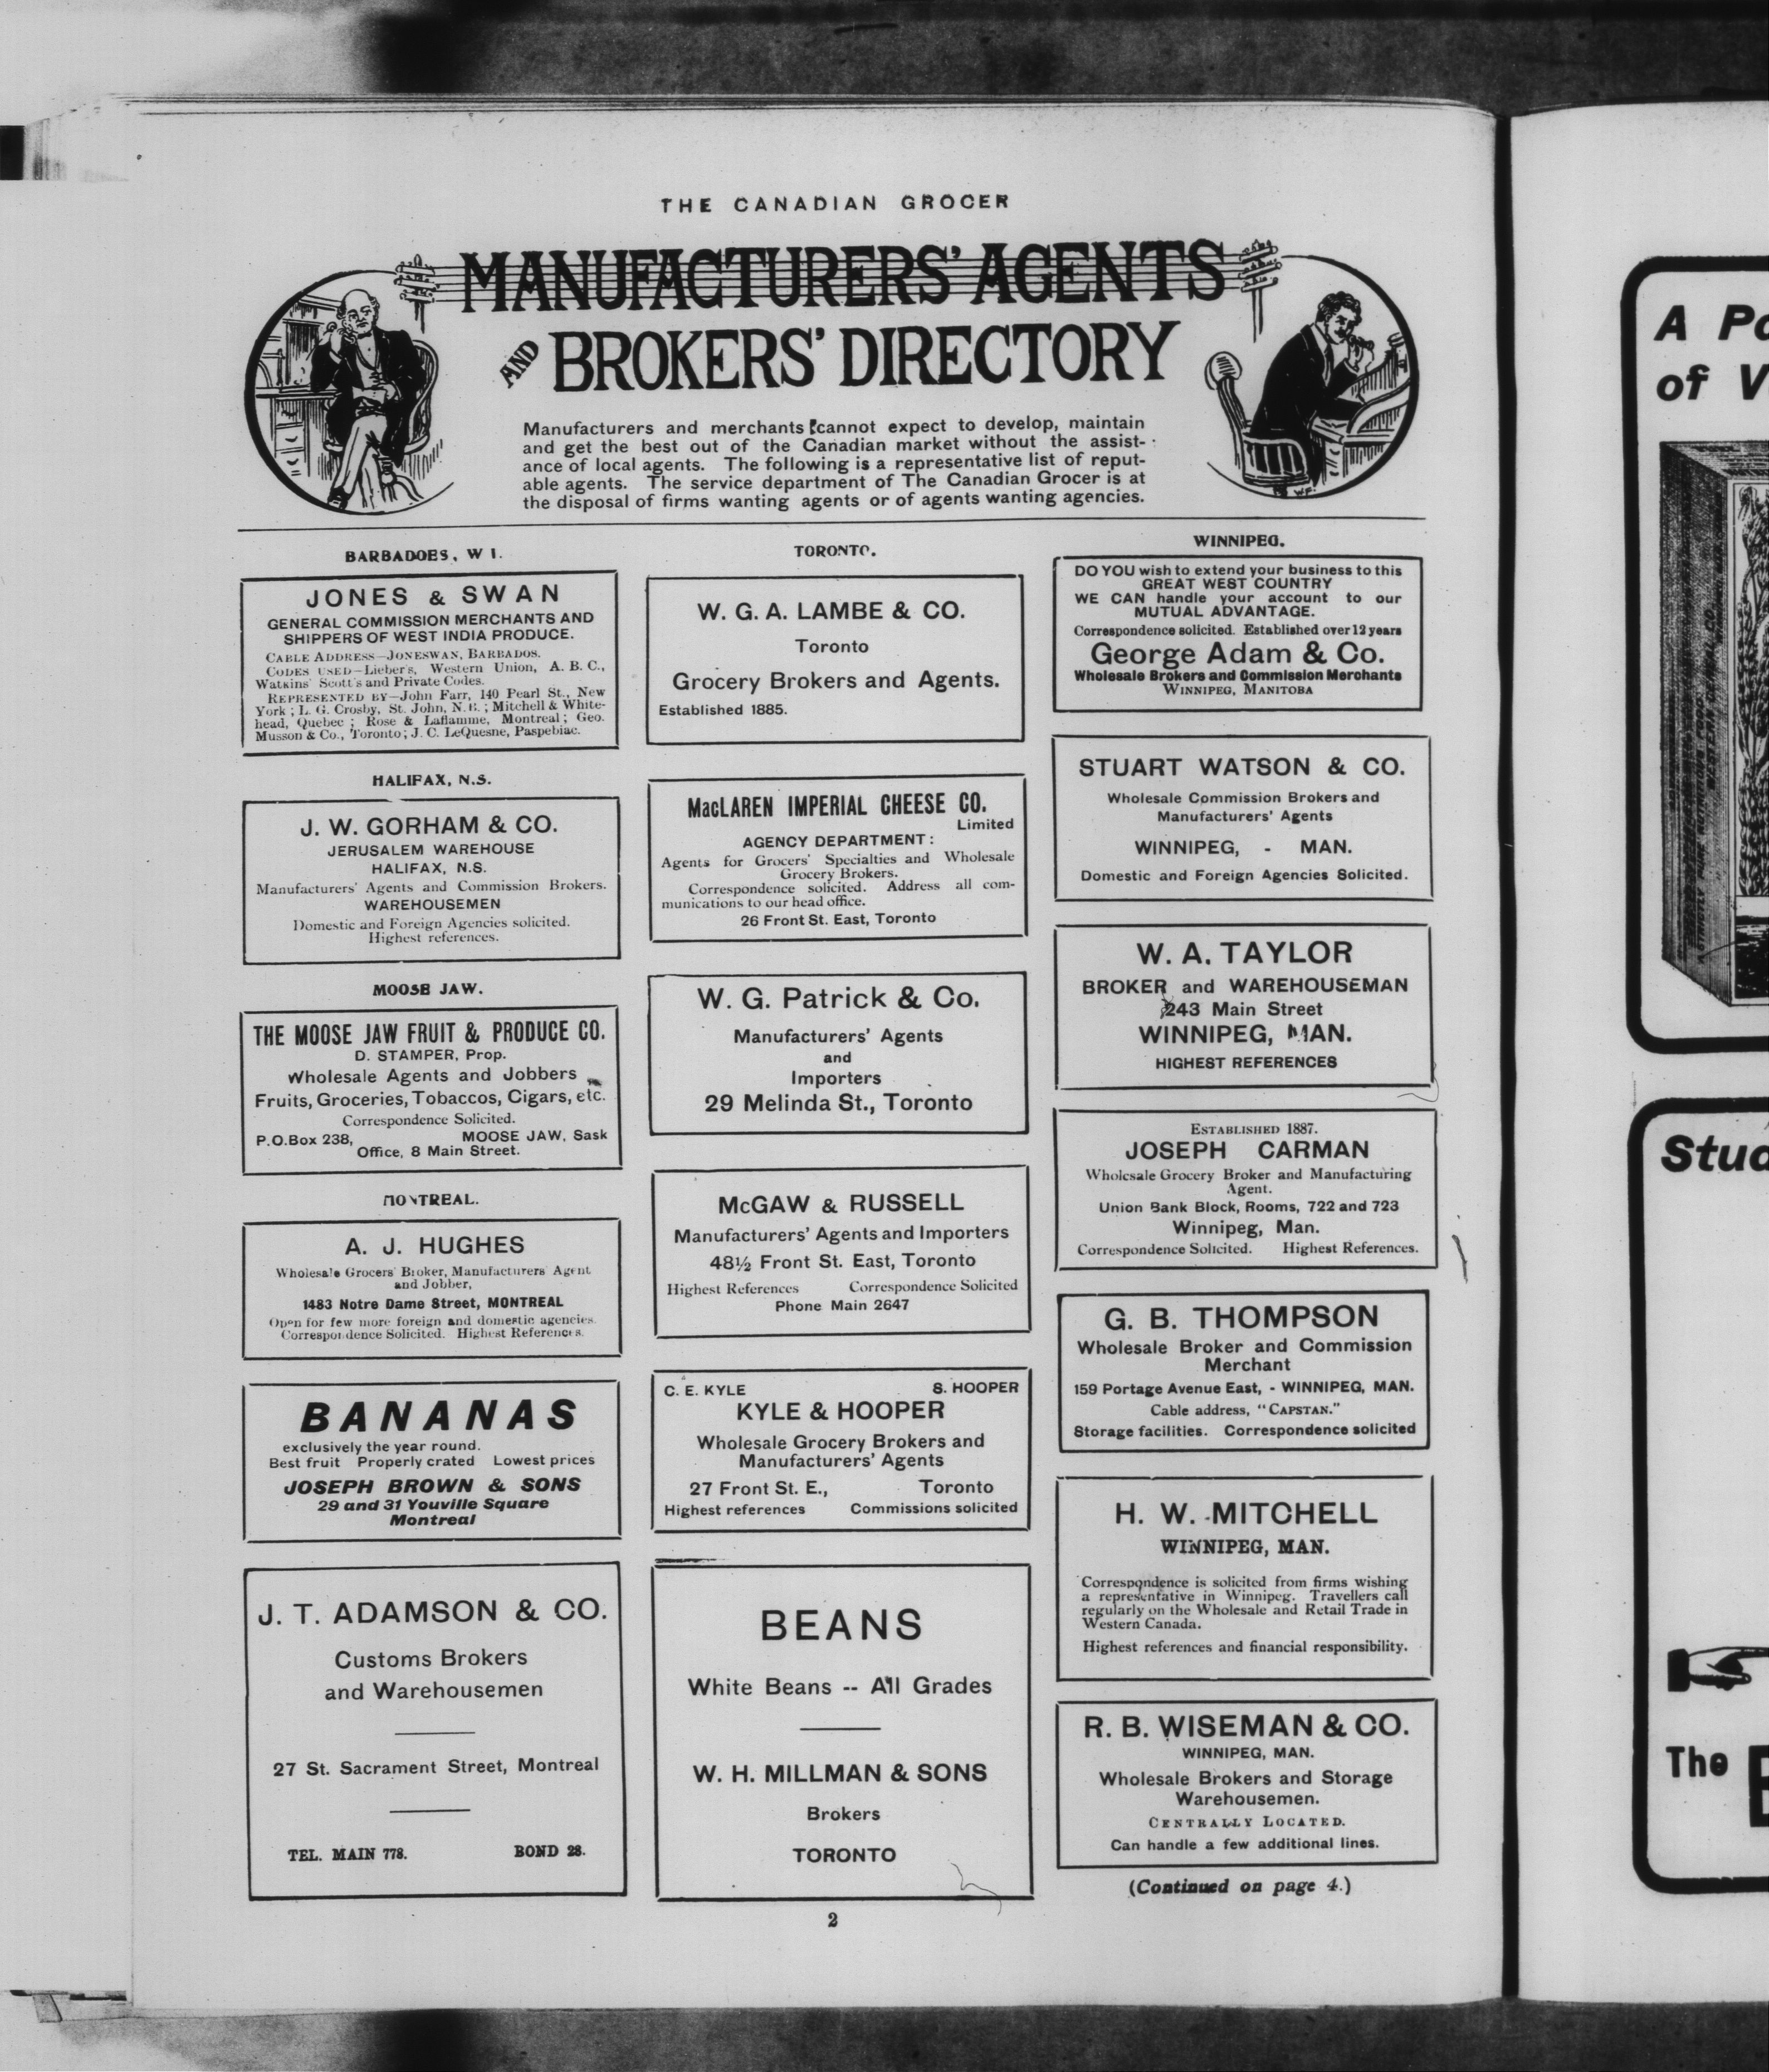 THE CANADIAN GROCER
MANUFACTURERS' AGENTS
AND BROKERS' DIRECTORY
Manufacturers and merchants cannot expect to develop, maintain
and get the best out of the Canadian market without the assist-
ance of local agents. The following is a representative list of reput-
able agents. The service department of The Canadian Grocer is at
the disposal of firms wanting agents or of agents wanting agencies.
BARBADOES, W I.
JONES & SWAN
GENERAL COMMISSION MERCHANTS AND
SHIPPERS OF WEST INDIA PRODUCE.
CABLE ADDRESS—JONESWAN, BARBADOS.
CODES USED—Lieber's, Western Union, A. B. C.,
Watkins' Scott's and Private Codes.
REPRESENTED BY—John Farr, 140 Pearl St., New
York; L. G. Crosby, St. John, N.B.; Mitchell & White-
head, Quebec; Rose & Laflamme, Montreal; Geo.
Musson & Co., Toronto; J. C. LeQuesne, Paspebiac.
HALIFAX, N.S.
J. W. GORHAM & CO.
JERUSALEM WAREHOUSE
HALIFAX, N.S.
Manufacturers' Agents and Commission Brokers.
WAREHOUSEMEN
Domestic and Foreign Agencies solicited.
Highest references.
MOOSE JAW.
THE MOOSE JAW FRUIT & PRODUCE CO.
D. STAMPER, Prop.
Wholesale Agents and Jobbers
Fruits, Groceries, Tobaccos, Cigars, etc.
Correspondence Solicited.
P.O.Box 238, MOOSE JAW, Sask
Office, 8 Main Street.
MONTREAL.
A. J. HUGHES
Wholesale Grocers' Broker, Manufacturers' Agent
and Jobber,
1483 Notre Dame Street, MONTREAL
Open for few more foreign and domestic agencies.
Correspondence Solicited. Highest References.
BANANAS
exclusively the year round.
Best fruit Properly crated Lowest prices
JOSEPH BROWN & SONS
29 and 31 Youville Square
Montreal
J. T. ADAMSON & CO.
Customs Brokers
and Warehousemen
27 St. Sacrament Street, Montreal
TEL. MAIN 778. BOND 28.
TORONTO.
W. G. A. LAMBE & CO.
Toronto
Grocery Brokers and Agents.
Established 1885.
MacLAREN IMPERIAL CHEESE CO.
Limited
AGENCY DEPARTMENT:
Agents for Grocers' Specialties and Wholesale
Grocery Brokers.
Correspondence solicited. Address all com-
munications to our head office.
26 Front St. East, Toronto
W. G. Patrick & Co.
Manufacturers' Agents
and
Importers
29 Melinda St., Toronto
McGAW & RUSSELL
Manufacturers' Agents and Importers
48½ Front St. East, Toronto
Highest References Correspondence Solicited
Phone Main 2647
C. E. KYLE S. HOOPER
KYLE & HOOPER
Wholesale Grocery Brokers and
Manufacturers' Agents
27 Front St. E., Toronto
Highest references Commissions solicited
BEANS
White Beans -- All Grades
W. H. MILLMAN & SONS
Brokers
TORONTO
WINNIPEG.
DO YOU wish to extend your business to this
GREAT WEST COUNTRY
WE CAN handle your account to our
MUTUAL ADVANTAGE.
Correspondence solicited. Established over 12 years
George Adam & Co.
Wholesale Brokers and Commission Merchants
WINNIPEG, MANITOBA
STUART WATSON & CO.
Wholesale Commission Brokers and
Manufacturers' Agents
WINNIPEG, - MAN.
Domestic and Foreign Agencies Solicited.
W. A. TAYLOR
BROKER and WAREHOUSEMAN
243 Main Street
WINNIPEG, MAN.
HIGHEST REFERENCES
ESTABLISHED 1887.
JOSEPH CARMAN
Wholesale Grocery Broker and Manufacturing
Agent.
Union Bank Block, Rooms, 722 and 723
Winnipeg, Man.
Correspondence Solicited. Highest References.
G. B. THOMPSON
Wholesale Broker and Commission
Merchant
159 Portage Avenue East, - WINNIPEG, MAN.
Cable address, "CAPSTAN."
Storage facilities. Correspondence solicited
H. W. MITCHELL
WINNIPEG, MAN.
Correspondence is solicited from firms wishing
a representative in Winnipeg. Travellers call
regularly on the Wholesale and Retail Trade in
Western Canada.
Highest references and financial responsibility.
R. B. WISEMAN & CO.
WINNIPEG, MAN.
Wholesale Brokers and Storage
Warehousemen.
CENTRALLY LOCATED.
Can handle a few additional lines.
(Continued on page 4.)
2
A
of
The